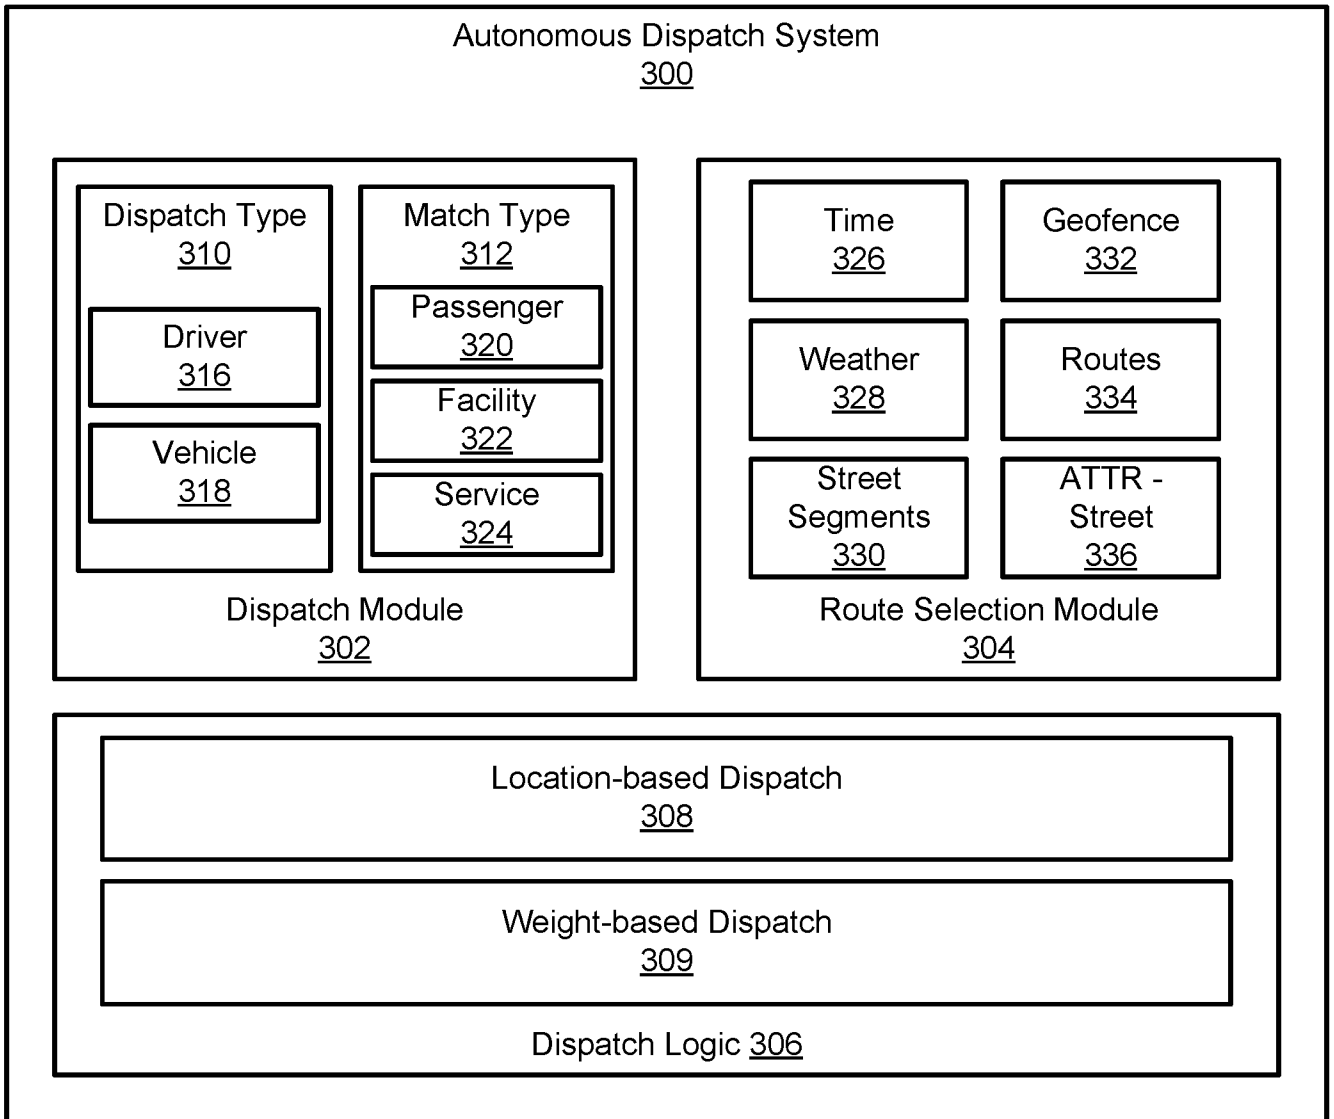 Autonomous Dispatch System
300
Dispatch Type
310
Driver
316
Vehicle
318
Match Type
312
Passenger
320
Facility
322
Service
324
Dispatch Module
302
Time
326
Geofence
332
Weather
328
Routes
334
Street
Segments
330
ATTR -
Street
336
Route Selection Module
304
Location-based Dispatch
308
Weight-based Dispatch
309
Dispatch Logic 306